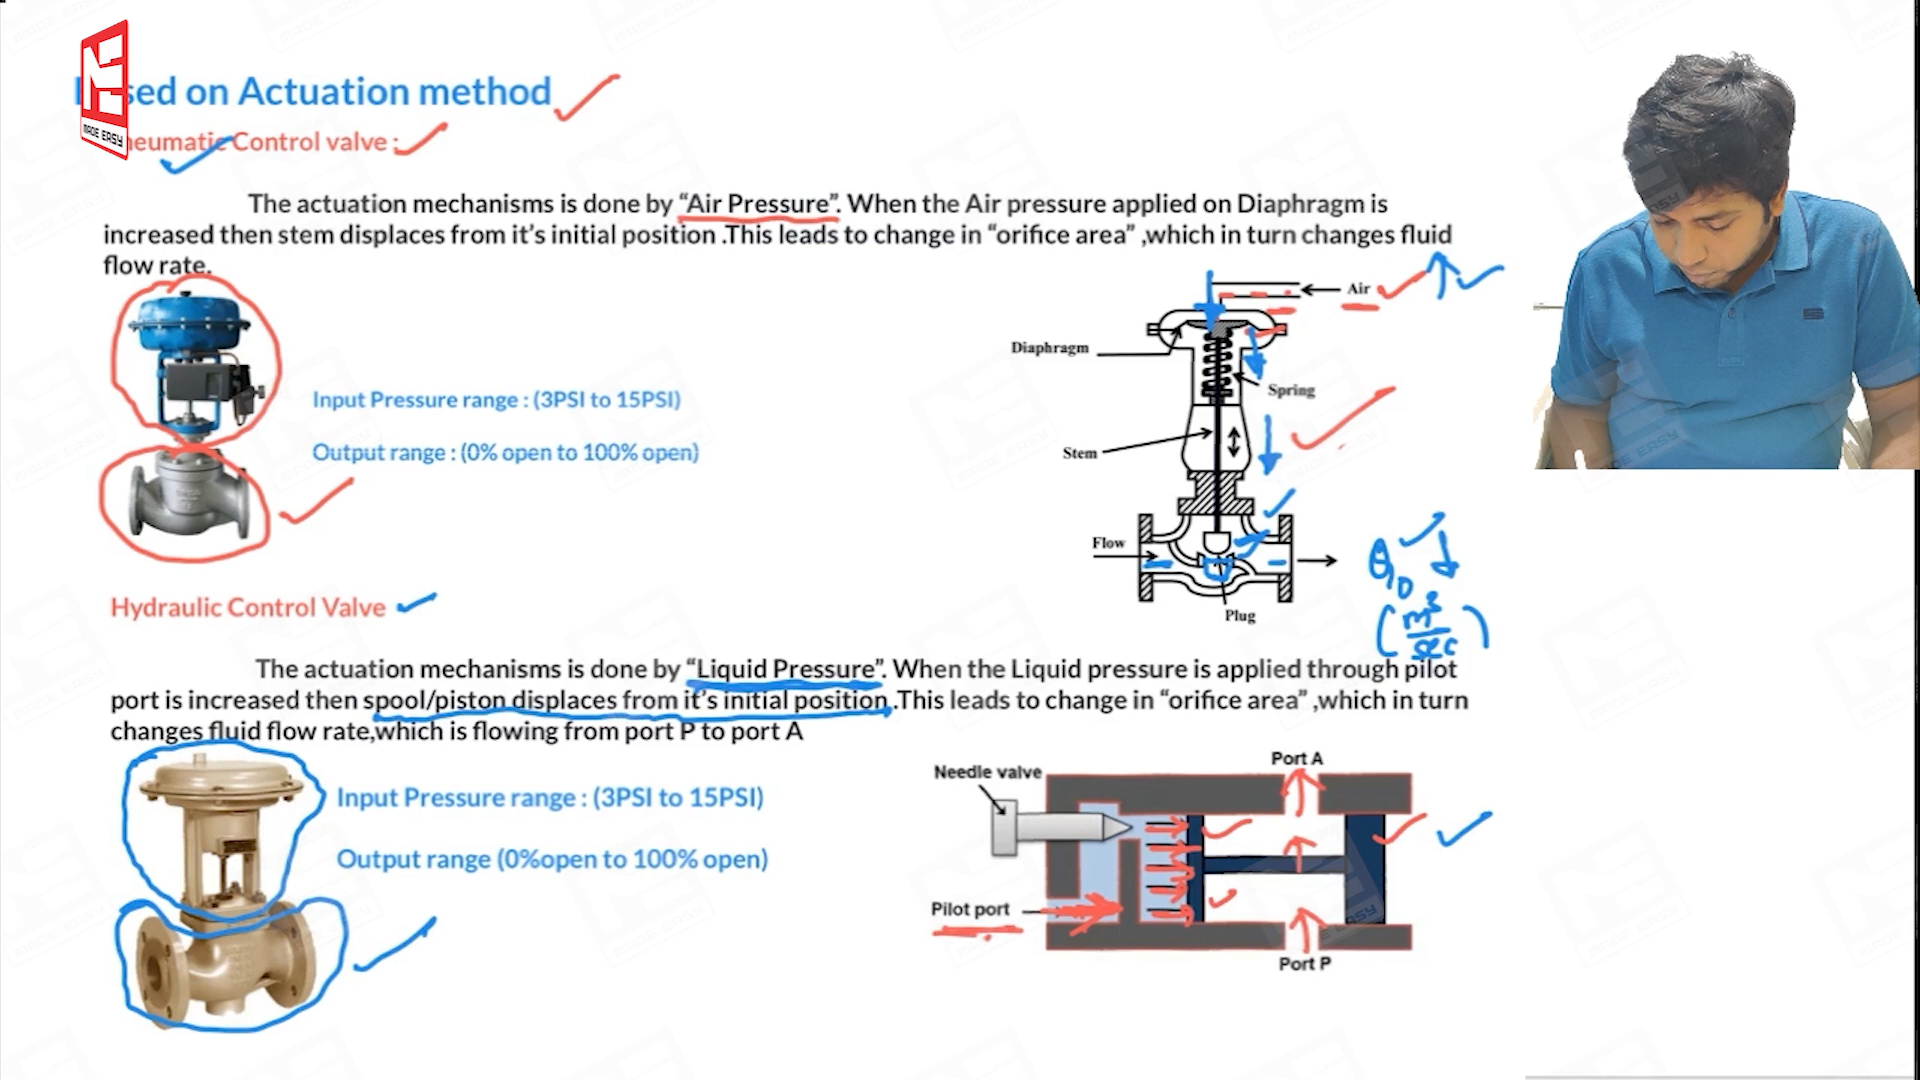 MADE EASY
sed on Actuation method
neumatic Control valve :
The actuation mechanisms is done by “Air Pressure”. When the Air pressure applied on Diaphragm is
increased then stem displaces from it’s initial position .This leads to change in “orifice area” ,which in turn changes fluid
flow rate.
Air
Diaphragm
Spring
Input Pressure range : (3PSI to 15PSI)
Output range : (0% open to 100% open)
Stem
Flow
Plug
(m³/sec)
Hydraulic Control Valve
The actuation mechanisms is done by “Liquid Pressure”. When the Liquid pressure is applied through pilot
port is increased then spool/piston displaces from it’s initial position .This leads to change in “orifice area” ,which in turn
changes fluid flow rate,which is flowing from port P to port A
Port A
Needle valve
Input Pressure range : (3PSI to 15PSI)
Output range (0%open to 100% open)
Pilot port
Port P